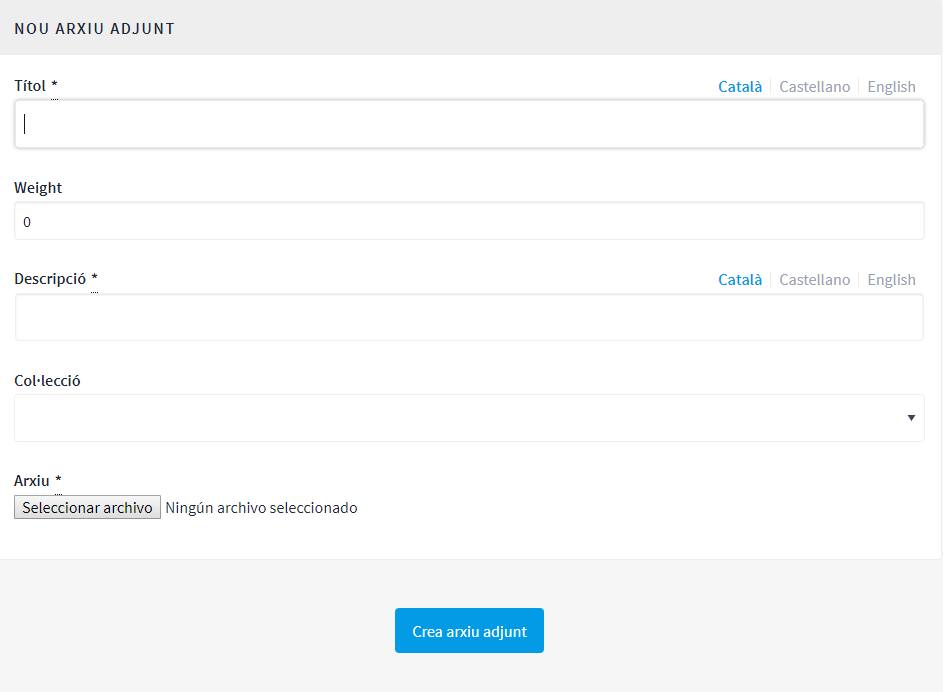 NOU ARXIU ADJUNT
Títol * Català Castellano English
Weight
0
Descripció * Català Castellano English
Col·lecció
Arxiu *
Seleccionar archivo Ningún archivo seleccionado
Crea arxiu adjunt